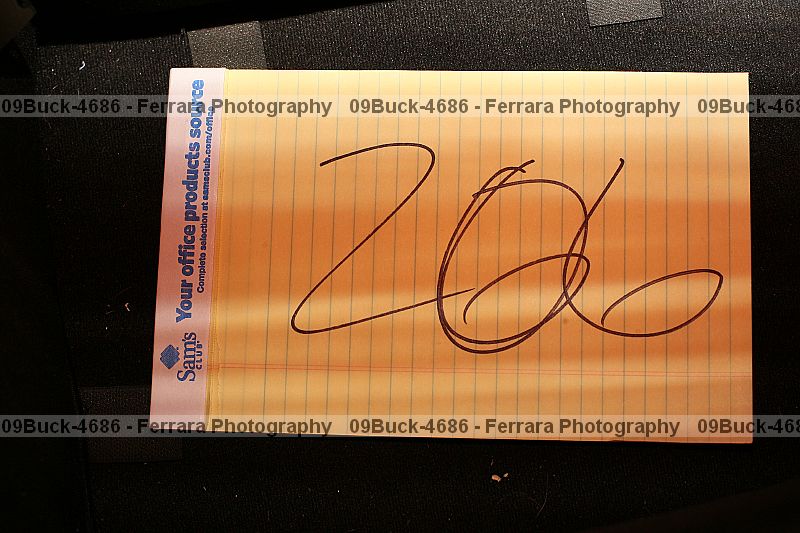 09Buck-4686 - Ferrara Photography 09Buck-4686 - Ferrara Photography 09Buck-4686
Sam's
CLUB
Your office products source
Complete selection at samsclub.com/office
266
09Buck-4686 - Ferrara Photography 09Buck-4686 - Ferrara Photography 09Buck-4686